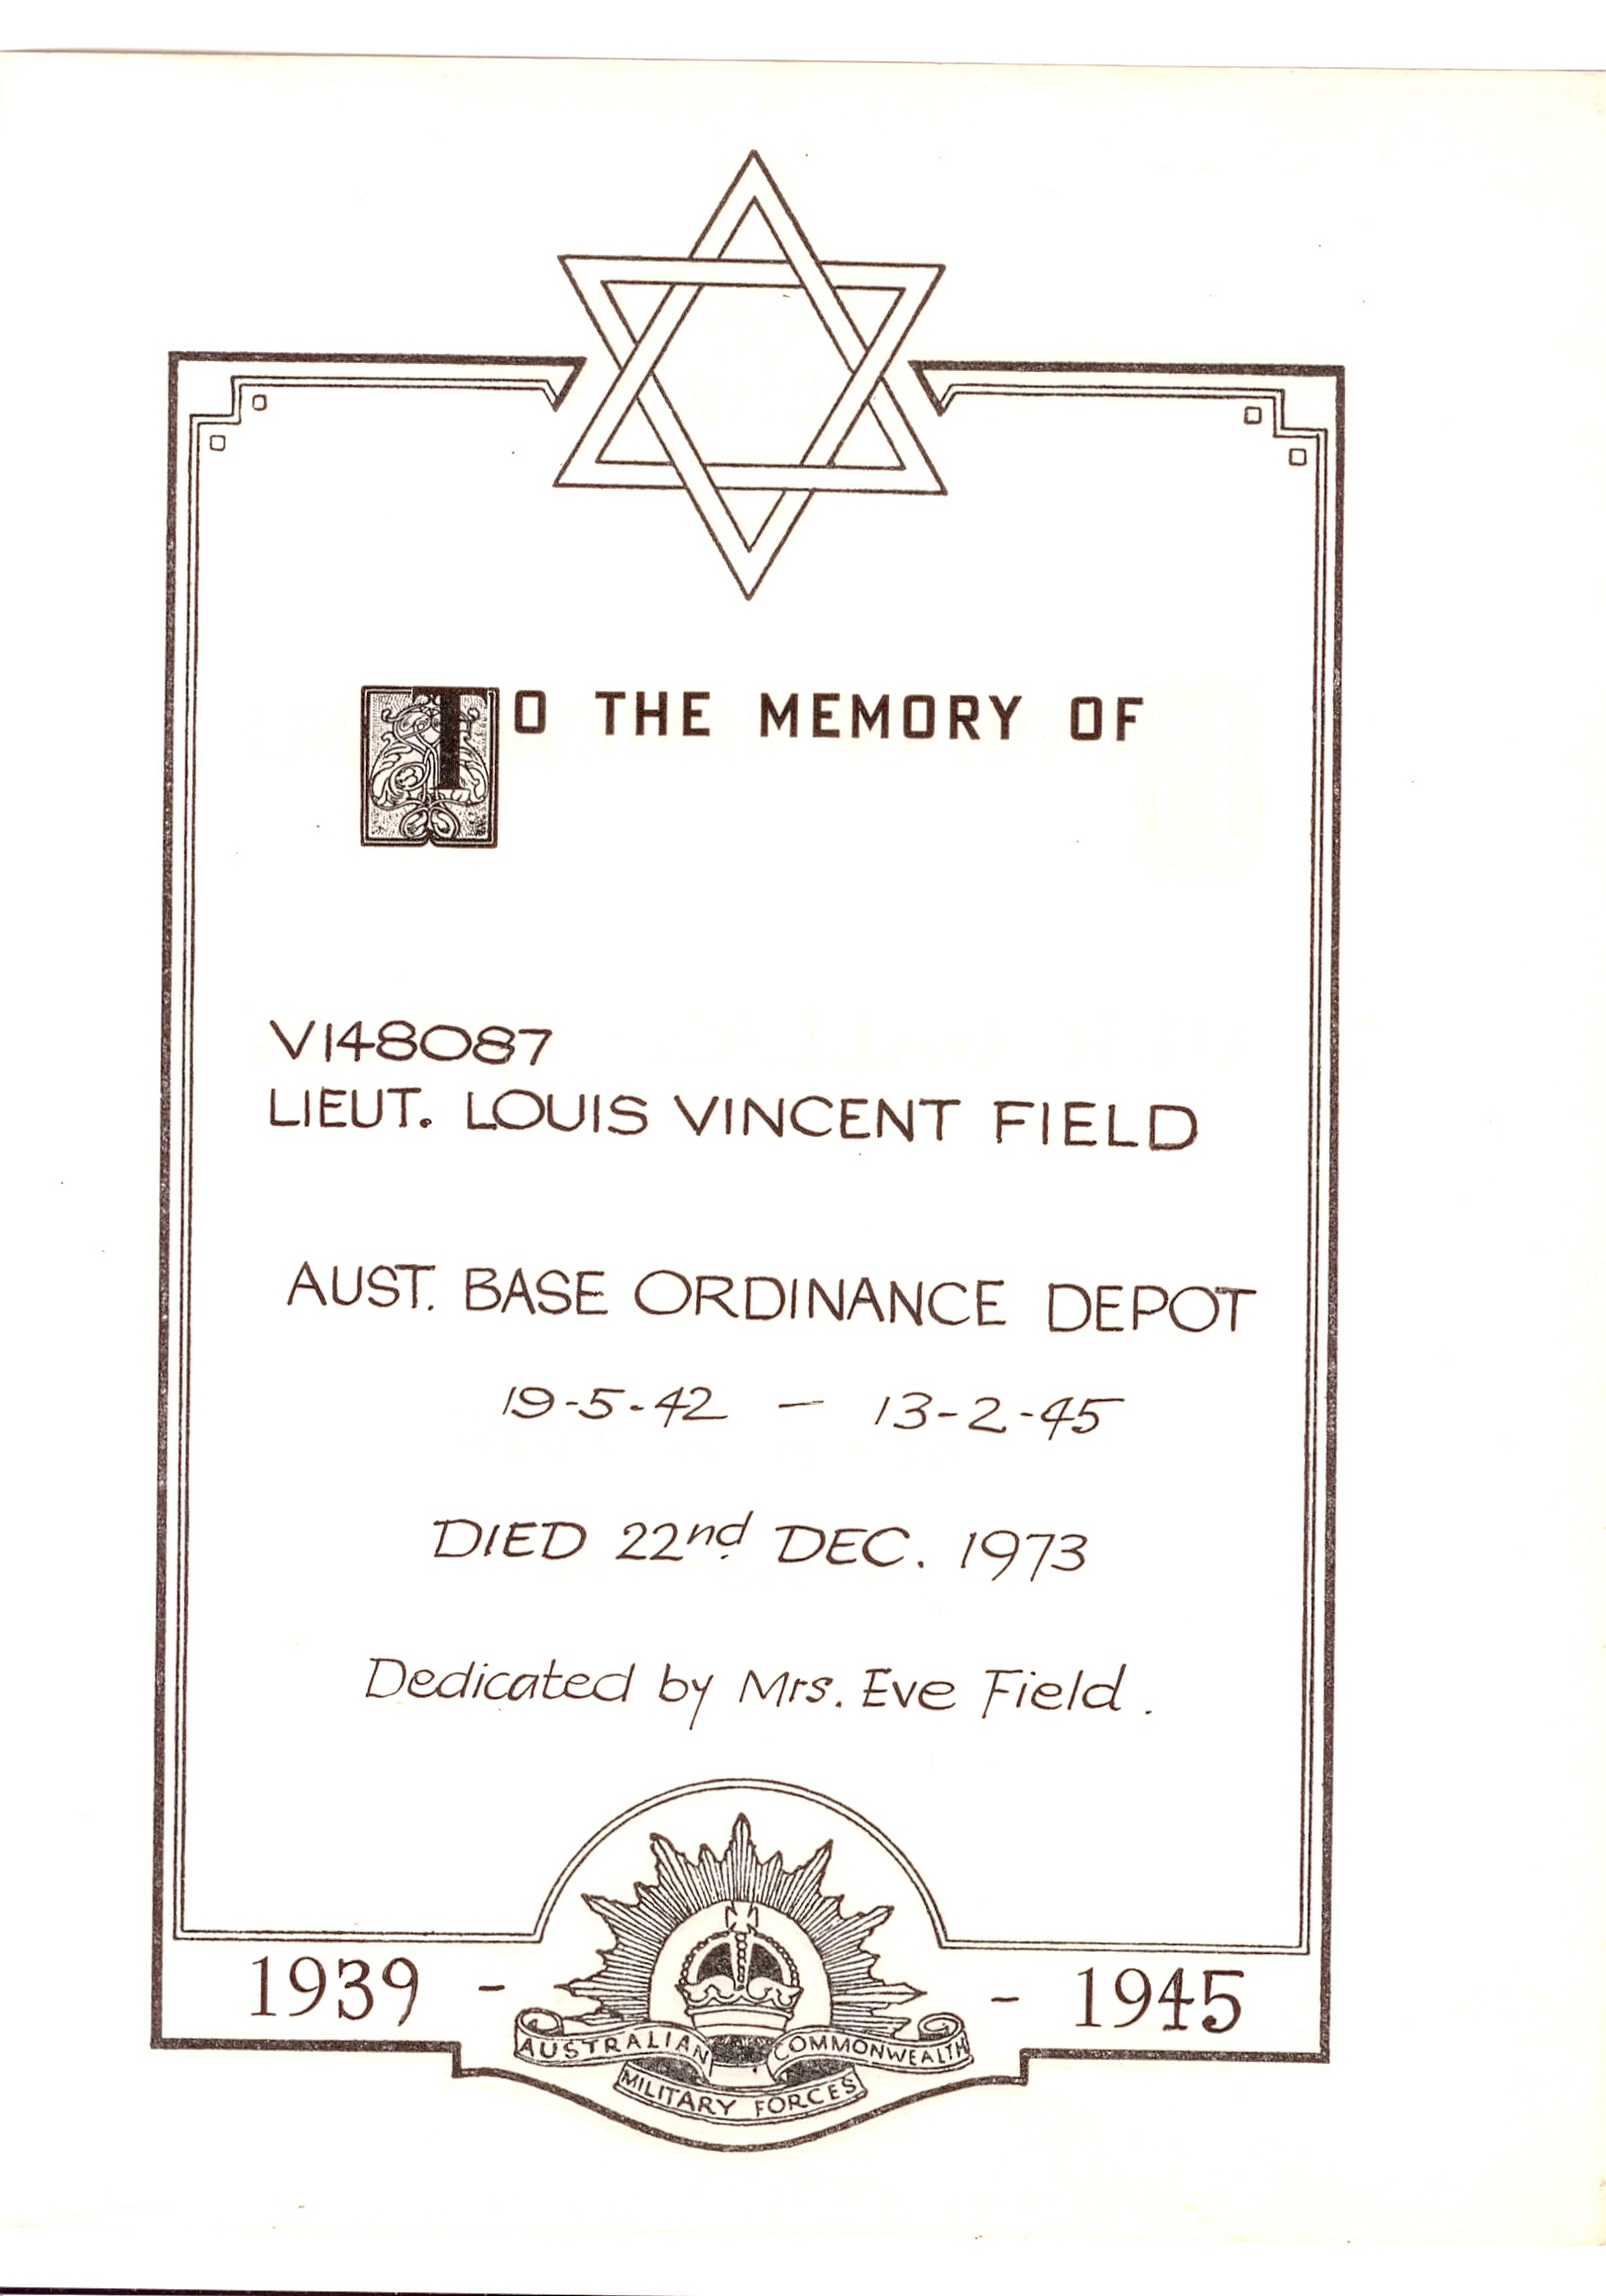 TO THE MEMORY OF
V148087
LIEUT. LOUIS VINCENT FIELD
AUST. BASE ORDINANCE DEPOT
19-5-42 — 13-2-45
DIED 22nd DEC. 1973
Dedicated by Mrs. Eve Field.
1939 - - 1945
AUSTRALIAN COMMONWEALTH
MILITARY FORCES